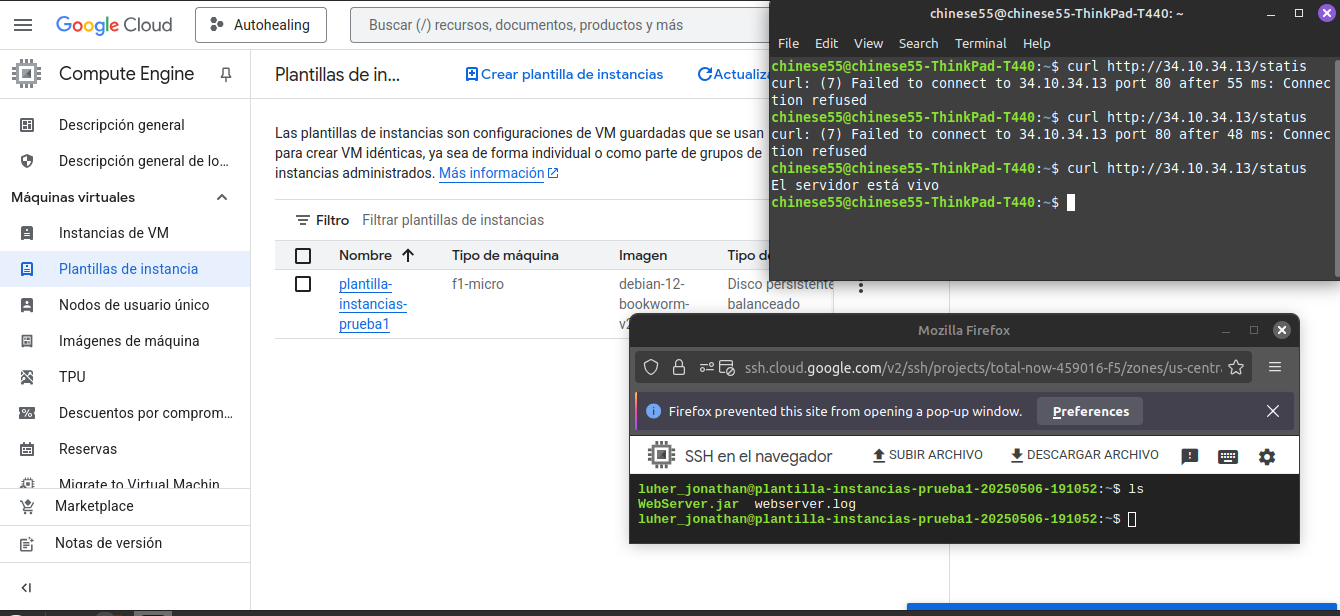 Google Cloud
Autohealing
Buscar (/) recursos, documentos, productos y más
Compute Engine
Descripción general
Descripción general de lo...
Máquinas virtuales
Instancias de VM
Plantillas de instancia
Nodos de usuario único
Imágenes de máquina
TPU
Descuentos por comprom...
Reservas
Migrate to Virtual Machin
Marketplace
Notas de versión
Plantillas de in...
Crear plantilla de instancias
Actualiza
Las plantillas de instancias son configuraciones de VM guardadas que se usan
para crear VM idénticas, ya sea de forma individual o como parte de grupos de
instancias administrados. Más información
Filtro Filtrar plantillas de instancias
Nombre Tipo de máquina Imagen Tipo d
plantilla- f1-micro debian-12- Disco persistente
instancias- bookworm- balanceado
prueba1 v2
chinese55@chinese55-ThinkPad-T440: ~
File Edit View Search Terminal Help
chinese55@chinese55-ThinkPad-T440:~$ curl http://34.10.34.13/statis
curl: (7) Failed to connect to 34.10.34.13 port 80 after 55 ms: Connec
tion refused
chinese55@chinese55-ThinkPad-T440:~$ curl http://34.10.34.13/status
curl: (7) Failed to connect to 34.10.34.13 port 80 after 48 ms: Connec
tion refused
chinese55@chinese55-ThinkPad-T440:~$ curl http://34.10.34.13/status
El servidor está vivo
chinese55@chinese55-ThinkPad-T440:~$
Mozilla Firefox
ssh.cloud.google.com/v2/ssh/projects/total-now-459016-f5/zones/us-centr
Firefox prevented this site from opening a pop-up window. Preferences
SSH en el navegador SUBIR ARCHIVO DESCARGAR ARCHIVO
luher_jonathan@plantilla-instancias-prueba1-20250506-191052:~$ ls
WebServer.jar webserver.log
luher_jonathan@plantilla-instancias-prueba1-20250506-191052:~$